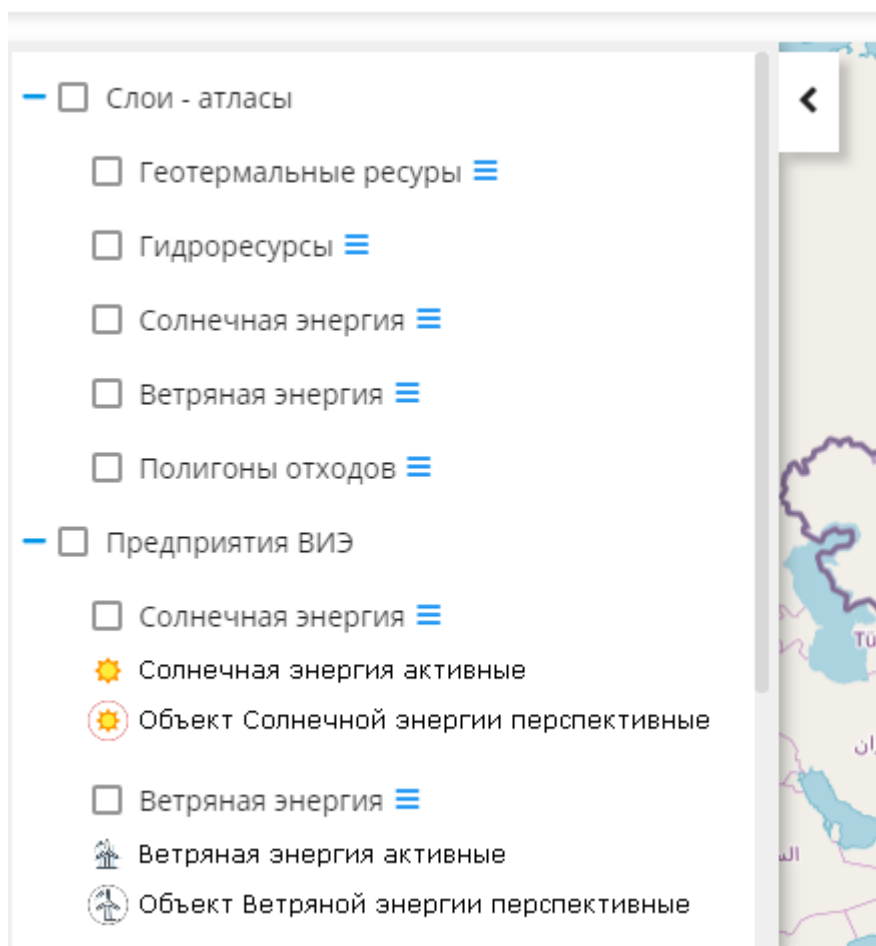 Слои - атласы
Геотермальные ресуры
Гидроресурсы
Солнечная энергия
Ветряная энергия
Полигоны отходов
Предприятия ВИЭ
Солнечная энергия
Солнечная энергия активные
Объект Солнечной энергии перспективные
Ветряная энергия
Ветряная энергия активные
Объект Ветряной энергии перспективные
Tü